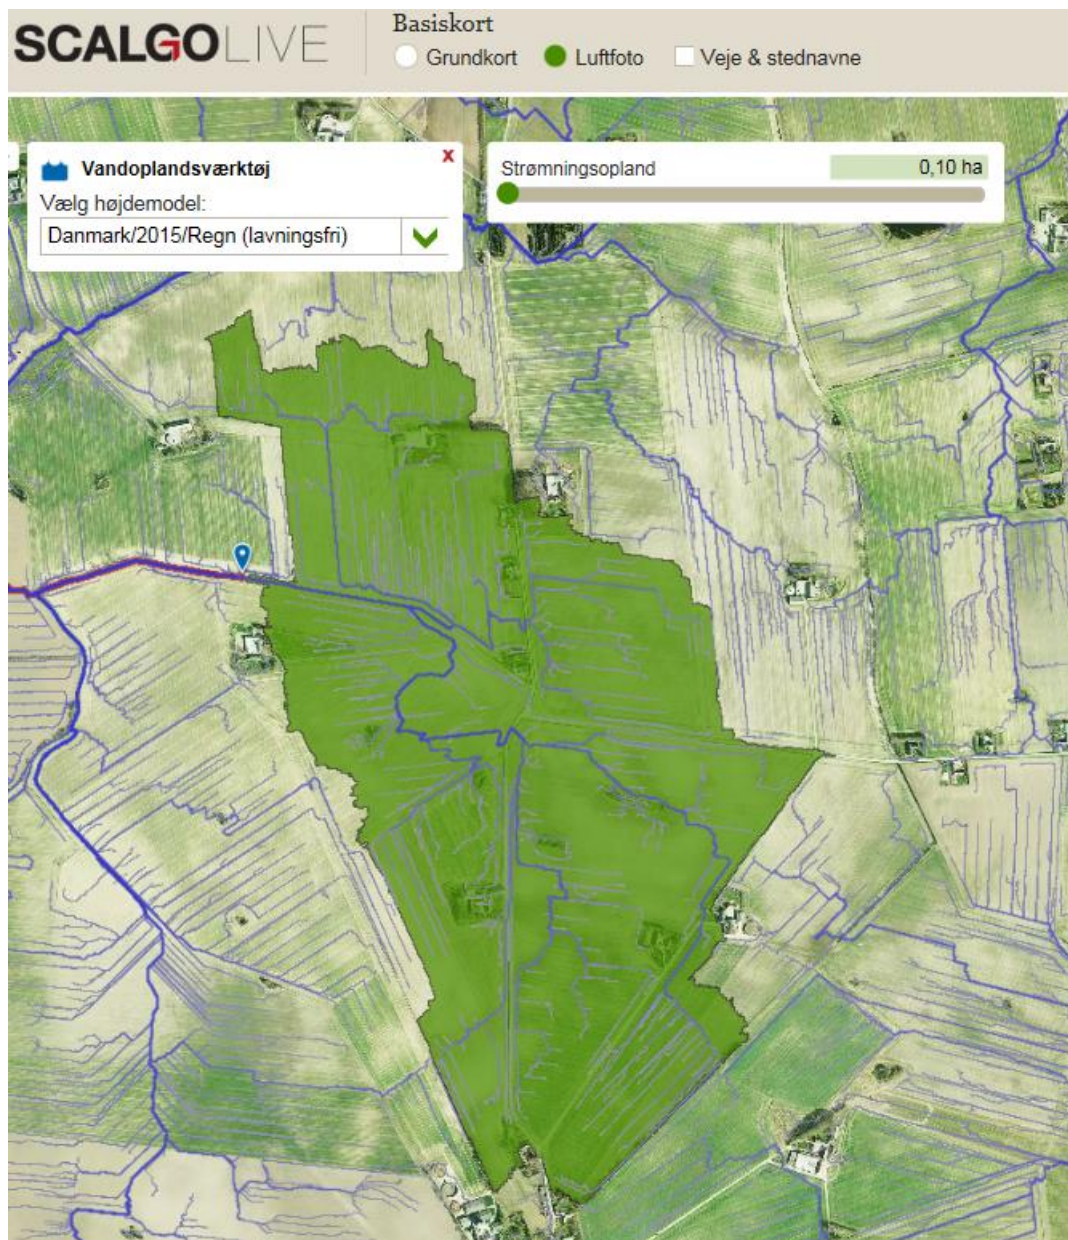 SCALGOLIVE
Basiskort
Grundkort Luftfoto Veje & stednavne
x
Vandoplandsværktøj
Vælg højdemodel:
Danmark/2015/Regn (lavningsfri)
Strømningsopland 0,10 ha